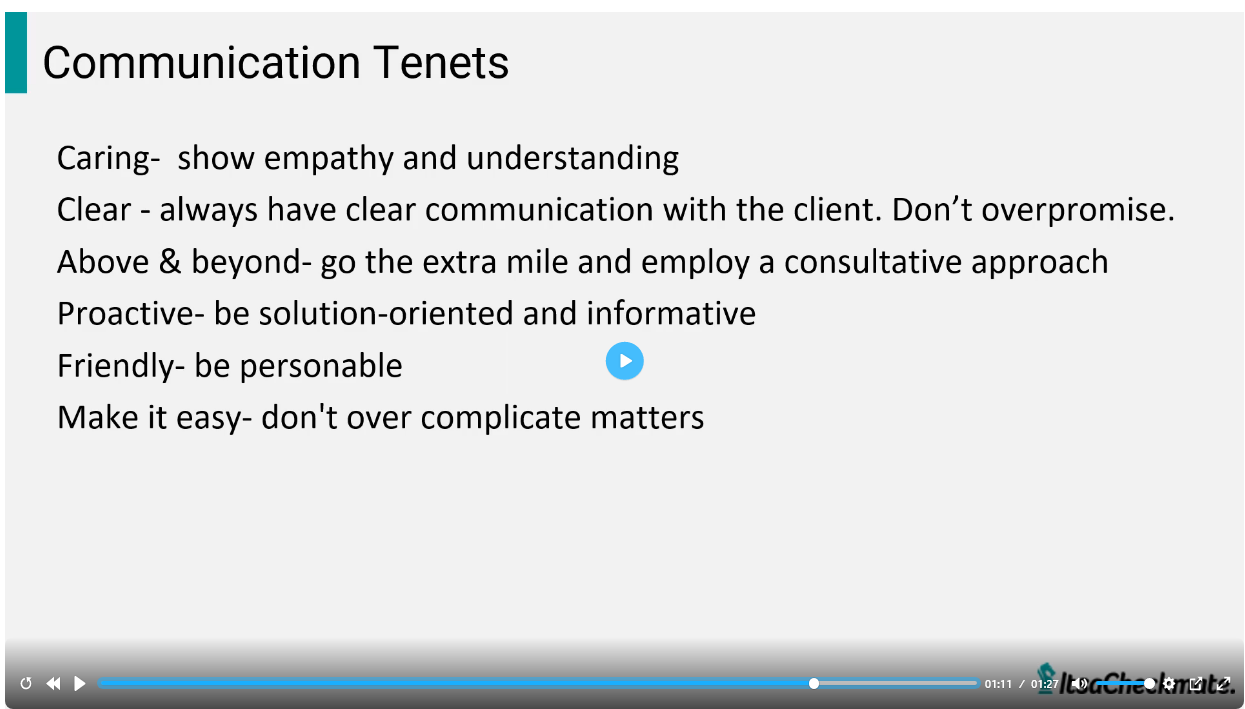 Communication Tenets
Caring-  show empathy and understanding
Clear - always have clear communication with the client. Don’t overpromise.
Above & beyond- go the extra mile and employ a consultative approach
Proactive- be solution-oriented and informative
Friendly- be personable
Make it easy- don't over complicate matters
01:11 / 01:27
ItsaCheckmate.